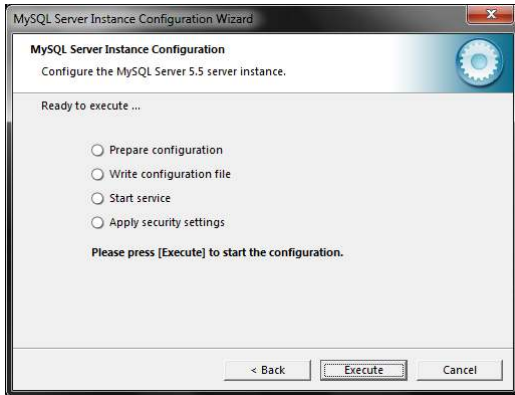 MySQL Server Instance Configuration Wizard
MySQL Server Instance Configuration
Configure the MySQL Server 5.5 server instance.
Ready to execute ...
Prepare configuration
Write configuration file
Start service
Apply security settings
Please press [Execute] to start the configuration.
< Back Execute Cancel